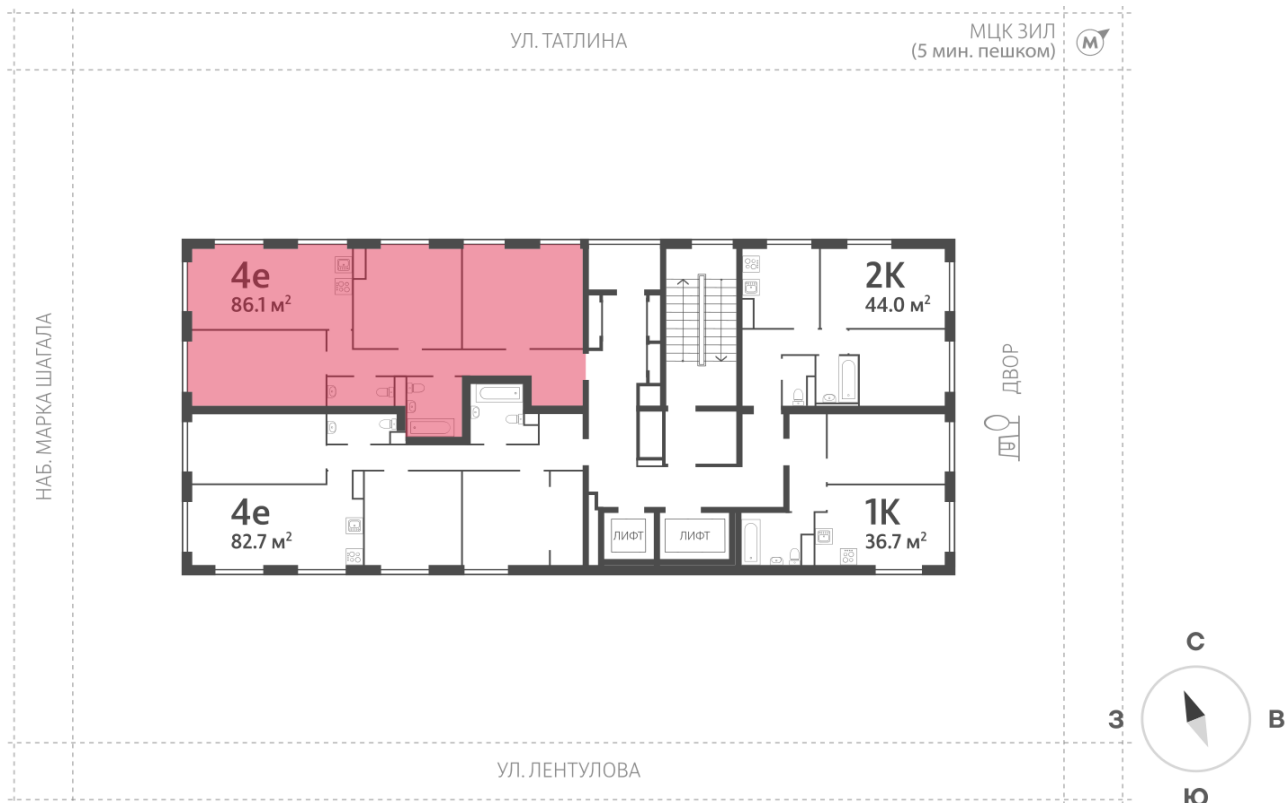 УЛ. ТАТЛИНА
МЦК ЗИЛ
(5 мин. пешком)
М
НАБ. МАРКА ШАГАЛА
4е
86.1 м²
2К
44.0 м²
ДВОР
4е
82.7 м²
ЛИФТ
ЛИФТ
1К
36.7 м²
УЛ. ЛЕНТУЛОВА
С
З
В
Ю